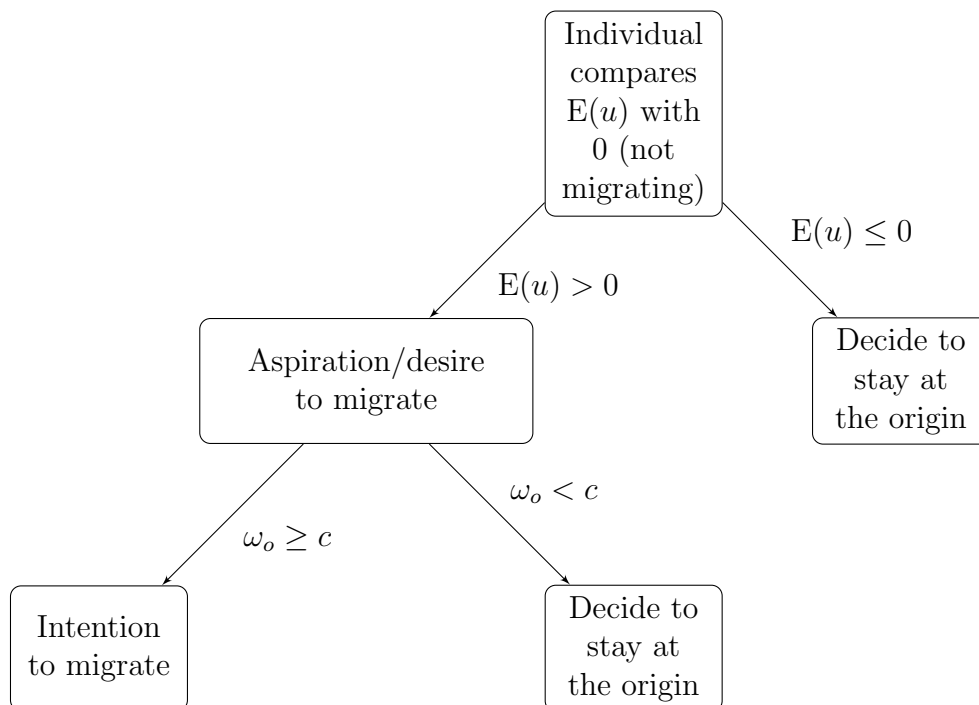 Individual
compares
E(u) with
0 (not
migrating)
E(u) ≤ 0
E(u) > 0
Aspiration/desire
to migrate
Decide to
stay at
the origin
ω_o < c
ω_o ≥ c
Intention
to migrate
Decide to
stay at
the origin